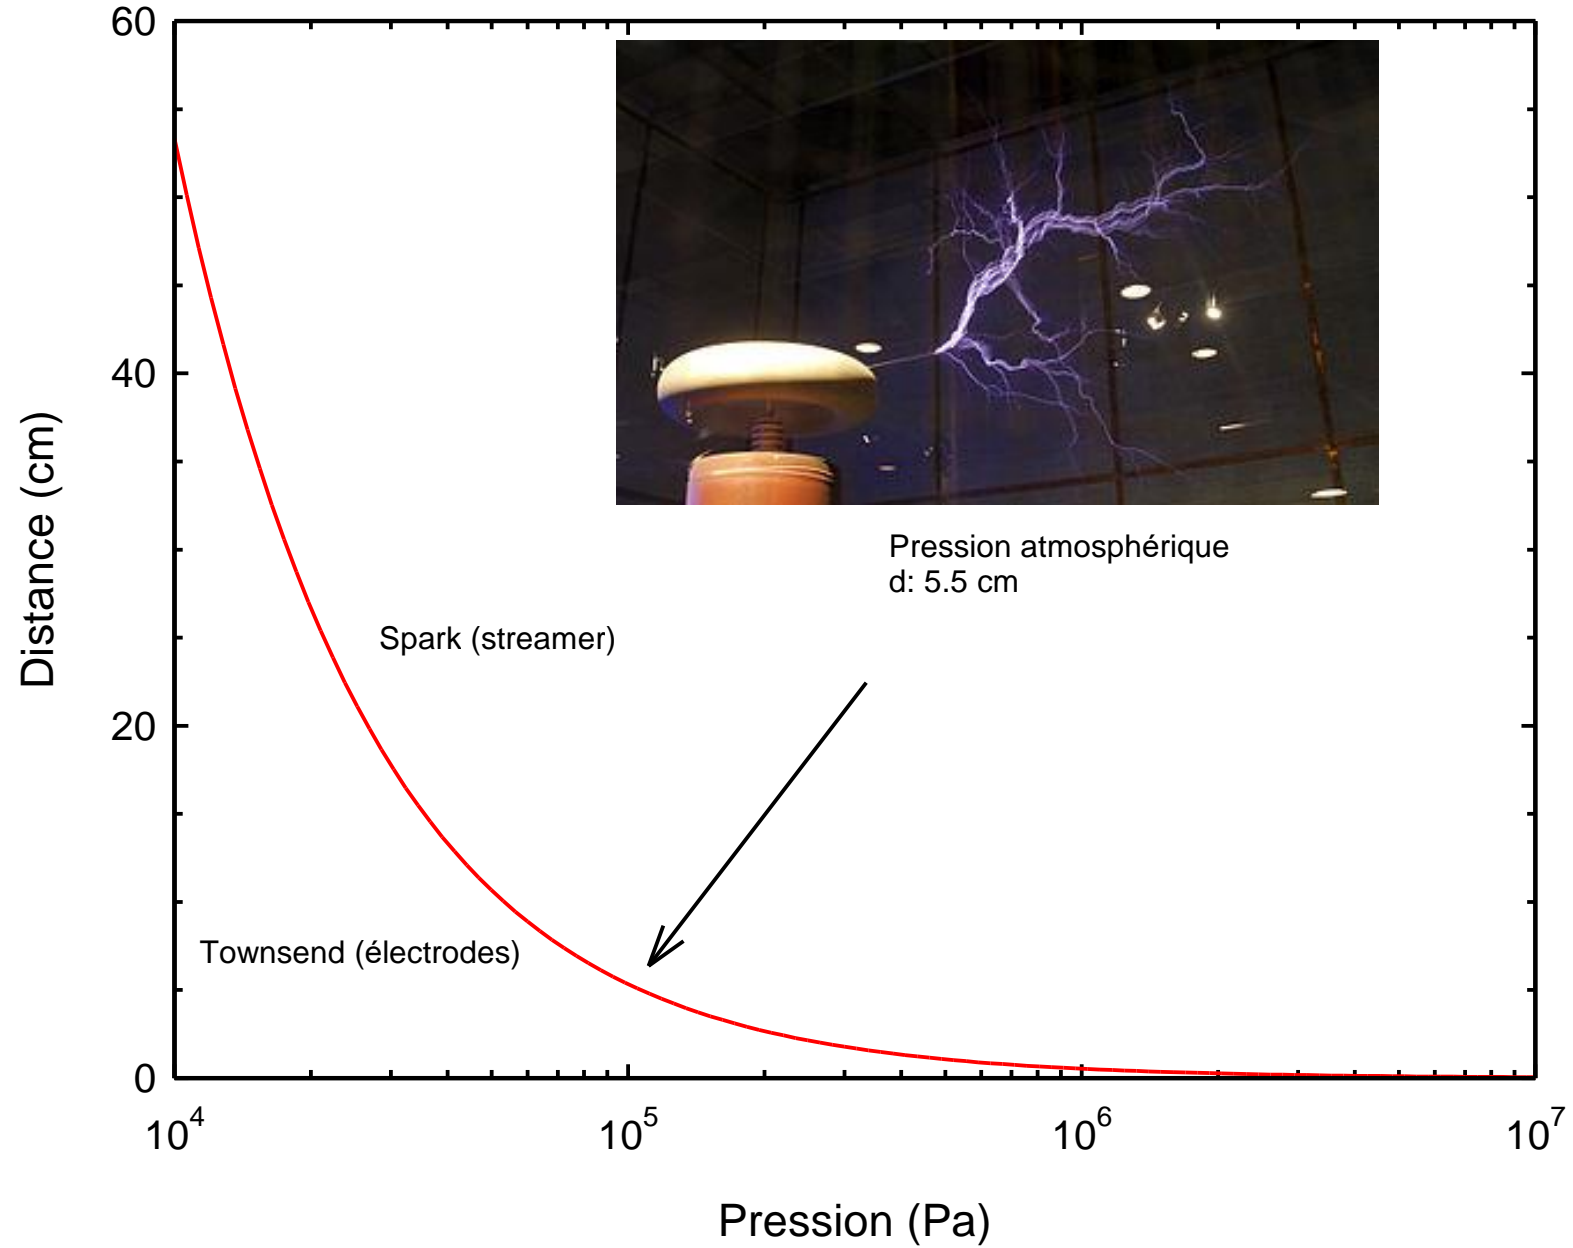 60
40
20
0
Distance (cm)
Pression atmosphérique
d: 5.5 cm
Spark (streamer)
Townsend (électrodes)
10^4
10^5
10^6
10^7
Pression (Pa)